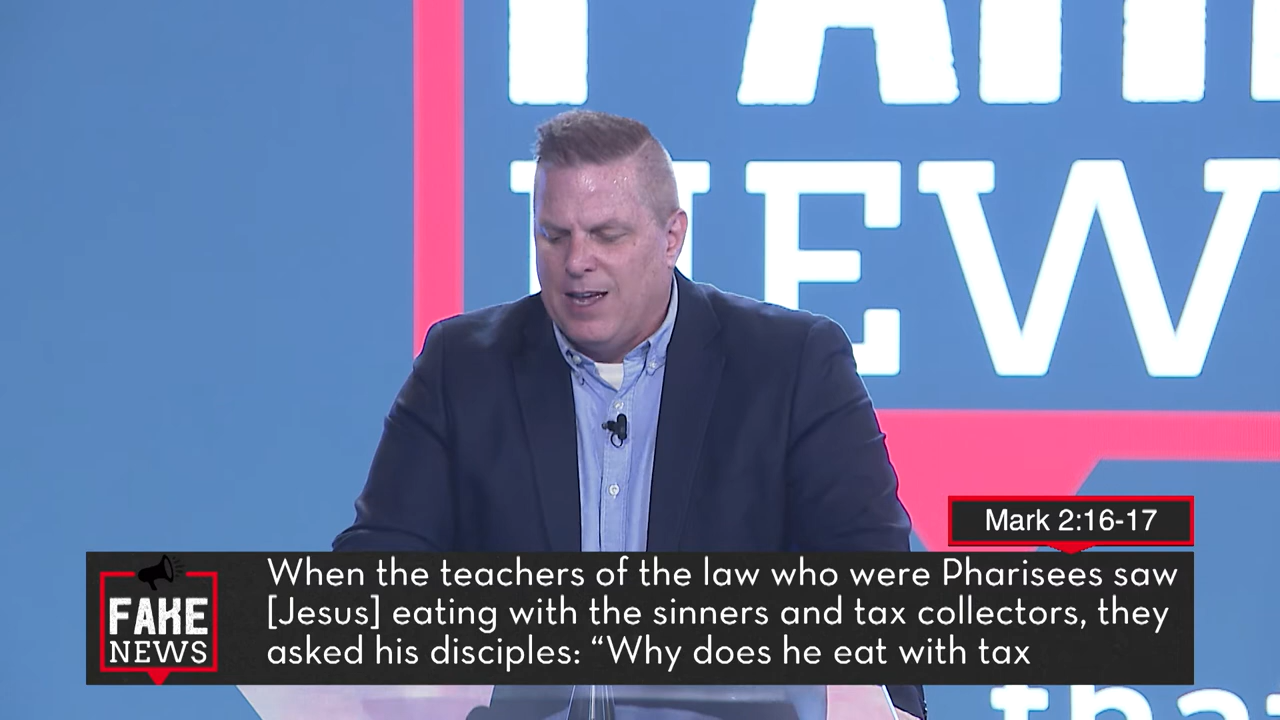 NEW
Mark 2:16-17
FAKE
NEWS
When the teachers of the law who were Pharisees saw
[Jesus] eating with the sinners and tax collectors, they
asked his disciples: “Why does he eat with tax